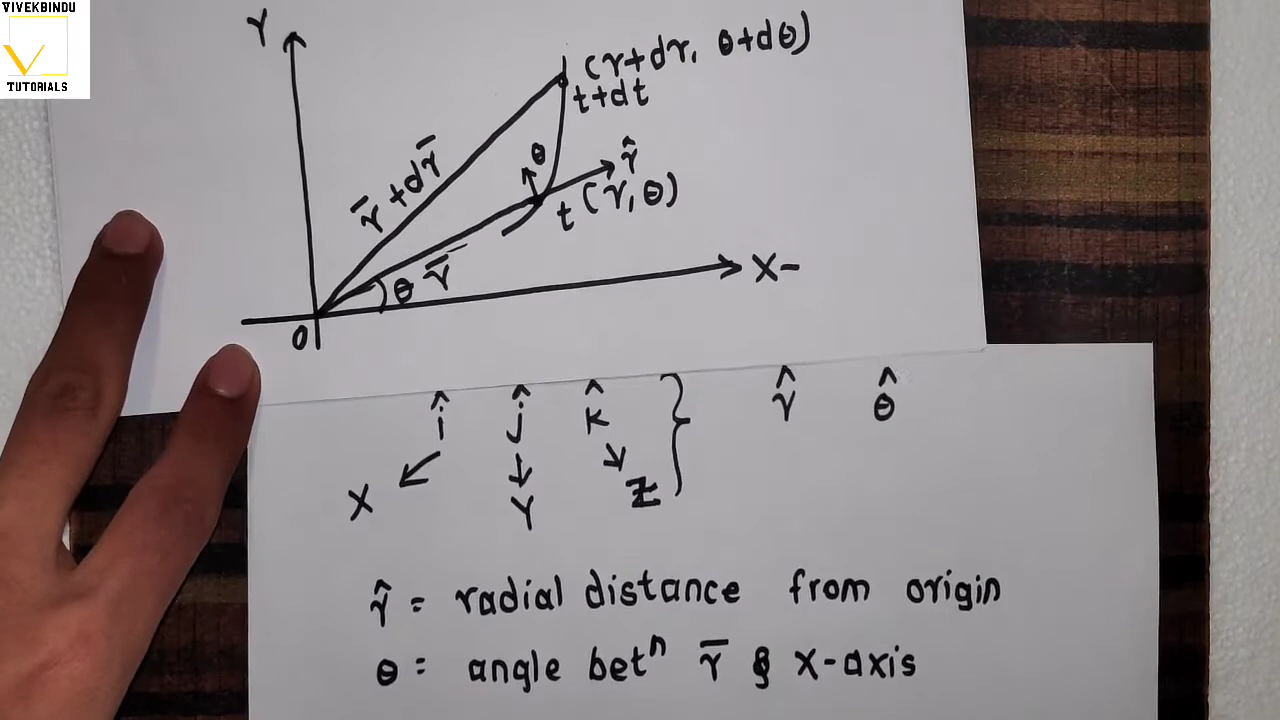 VIVEKBINDU
TUTORIALS
Y
(r+dr, θ+dθ)
t+dt
r̄+dr̄
θ
r̂
t (r, θ)
θ r̄
X-
O
î ĵ k̂ } r̂ θ̂
X Y Z
r̂ = radial distance from origin
θ = angle betⁿ r̄ & X-axis